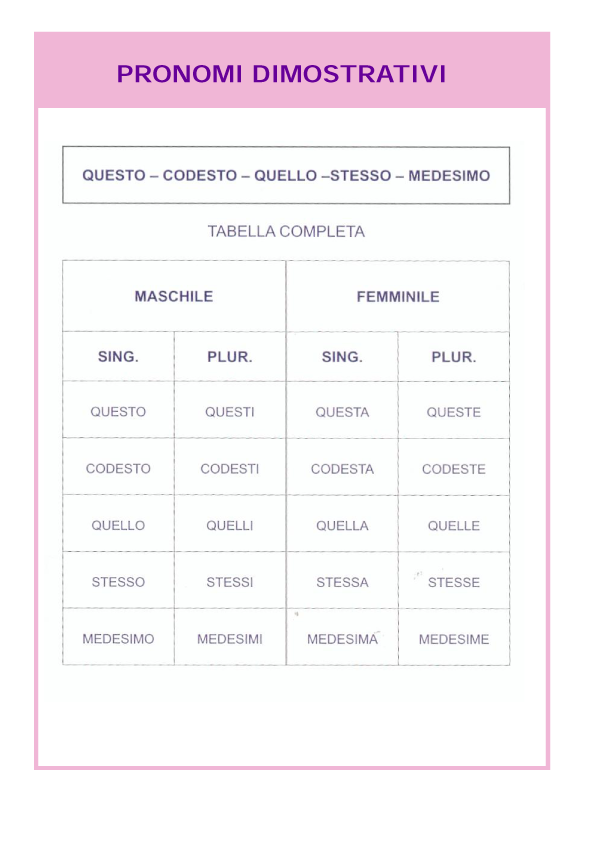 PRONOMI DIMOSTRATIVI
QUESTO – CODESTO – QUELLO –STESSO – MEDESIMO
TABELLA COMPLETA
MASCHILE FEMMINILE
SING. PLUR. SING. PLUR.
QUESTO QUESTI QUESTA QUESTE
CODESTO CODESTI CODESTA CODESTE
QUELLO QUELLI QUELLA QUELLE
STESSO STESSI STESSA STESSE
MEDESIMO MEDESIMI MEDESIMA MEDESIME